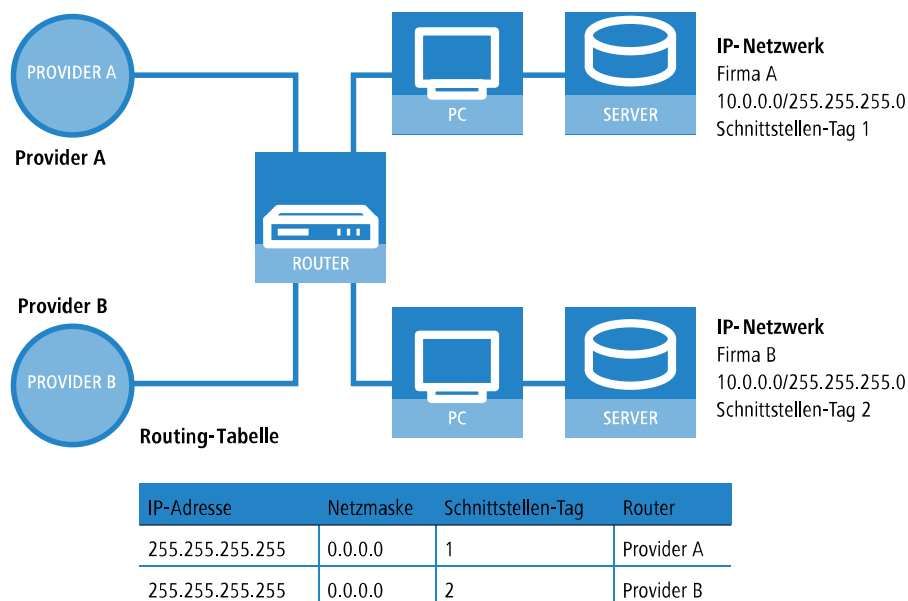 PROVIDER A
Provider A
PC
SERVER
IP-Netzwerk
Firma A
10.0.0.0/255.255.255.0
Schnittstellen-Tag 1
ROUTER
Provider B
PROVIDER B
PC
SERVER
IP-Netzwerk
Firma B
10.0.0.0/255.255.255.0
Schnittstellen-Tag 2
Routing-Tabelle
IP-Adresse Netzmaske Schnittstellen-Tag Router
255.255.255.255 0.0.0.0 1 Provider A
255.255.255.255 0.0.0.0 2 Provider B